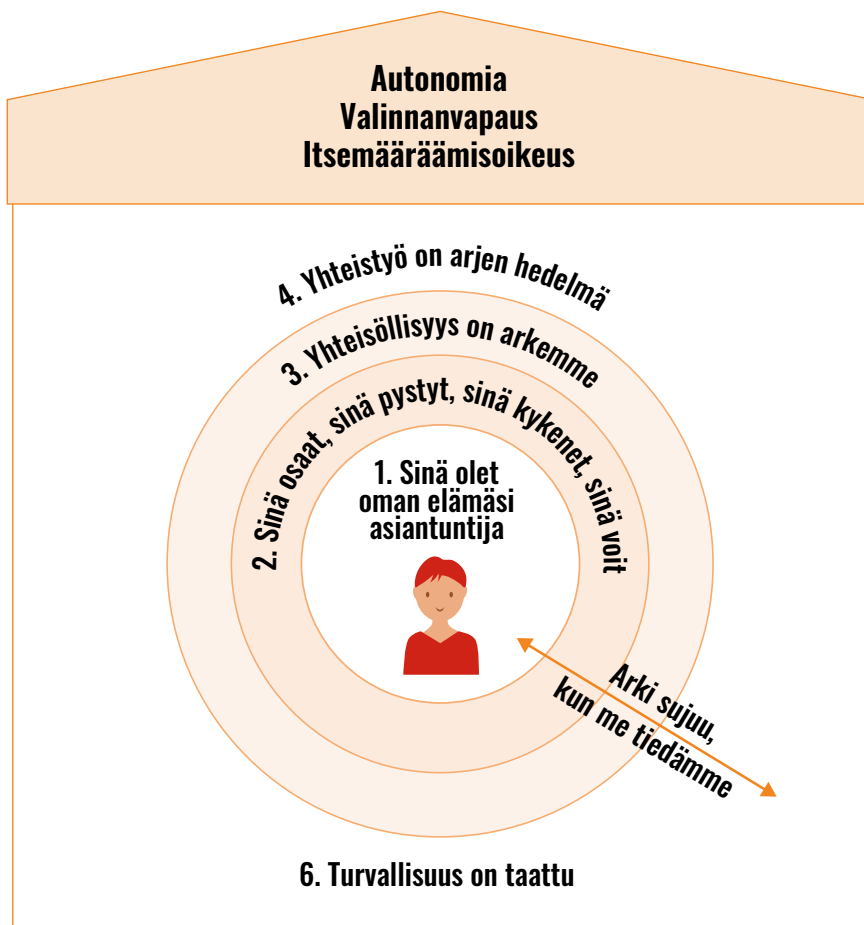 Autonomia
Valinnanvapaus
Itsemääräämisoikeus
4. Yhteistyö on arjen hedelmä
3. Yhteisöllisyys on arkemme
2. Sinä osaat, sinä pystyt, sinä kykenet, sinä voit
1. Sinä olet
oman elämäsi
asiantuntija
Arki sujuu,
kun me tiedämme
6. Turvallisuus on taattu